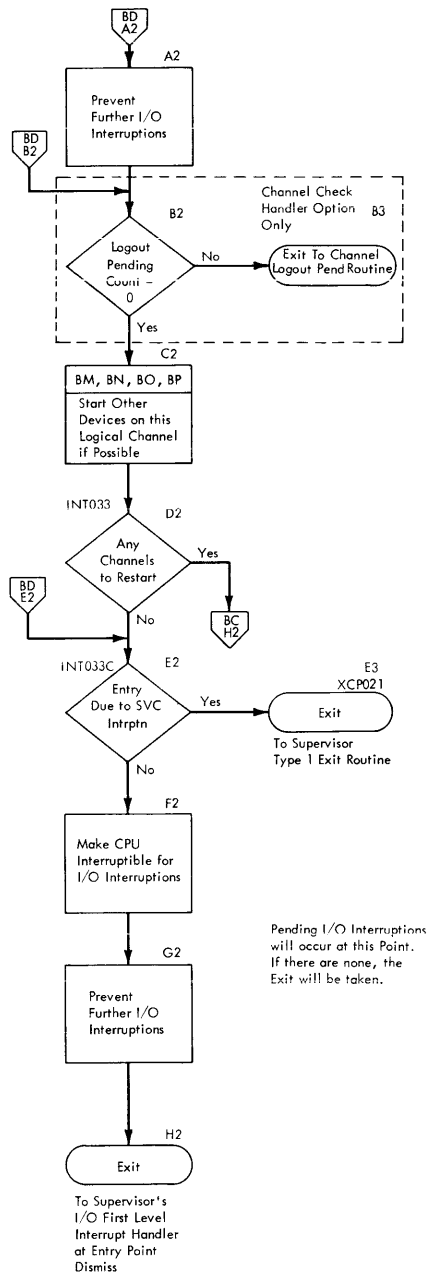 BD
A2
A2
Prevent
Further I/O
Interruptions
BD
B2
Channel Check
Handler Option
Only
B3
B2
Logout
Pending
Count =
0
No
Exit To Channel
Logout Pend Routine
Yes
C2
BM, BN, BO, BP
Start Other
Devices on this
Logical Channel
if Possible
INT033
D2
Any
Channels
to Restart
Yes
BC
H2
No
BD
E2
INT033C
E2
Entry
Due to SVC
Intrptn
Yes
E3
XCP021
Exit
To Supervisor
Type 1 Exit Routine
No
F2
Make CPU
Interruptible for
I/O Interruptions
Pending I/O Interruptions
will occur at this Point.
If there are none, the
Exit will be taken.
G2
Prevent
Further I/O
Interruptions
H2
Exit
To Supervisor's
I/O First Level
Interrupt Handler
at Entry Point
Dismiss